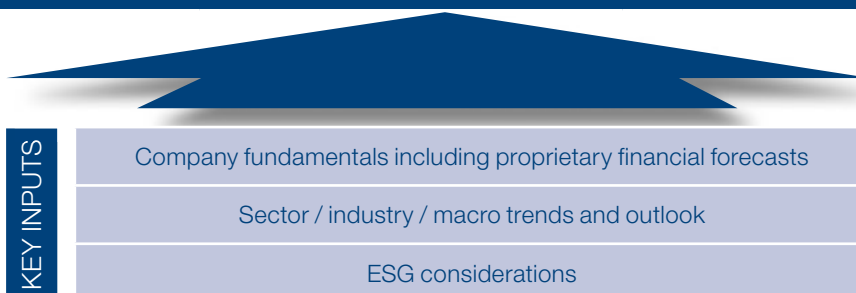 KEY INPUTS
Company fundamentals including proprietary financial forecasts
Sector / industry / macro trends and outlook
ESG considerations